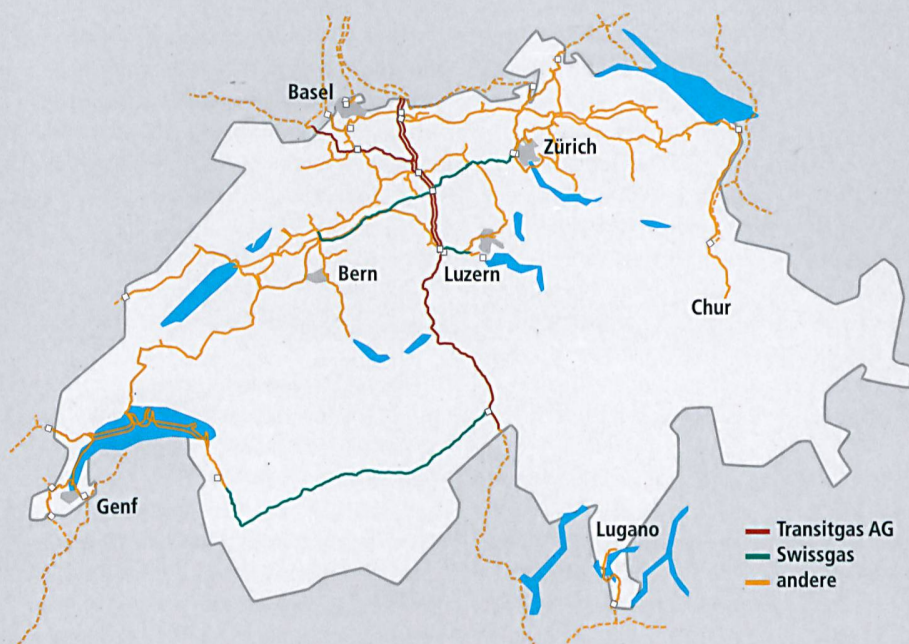 Basel
Zürich
Bern
Luzern
Chur
Genf
Lugano
Transitgas AG
Swissgas
andere